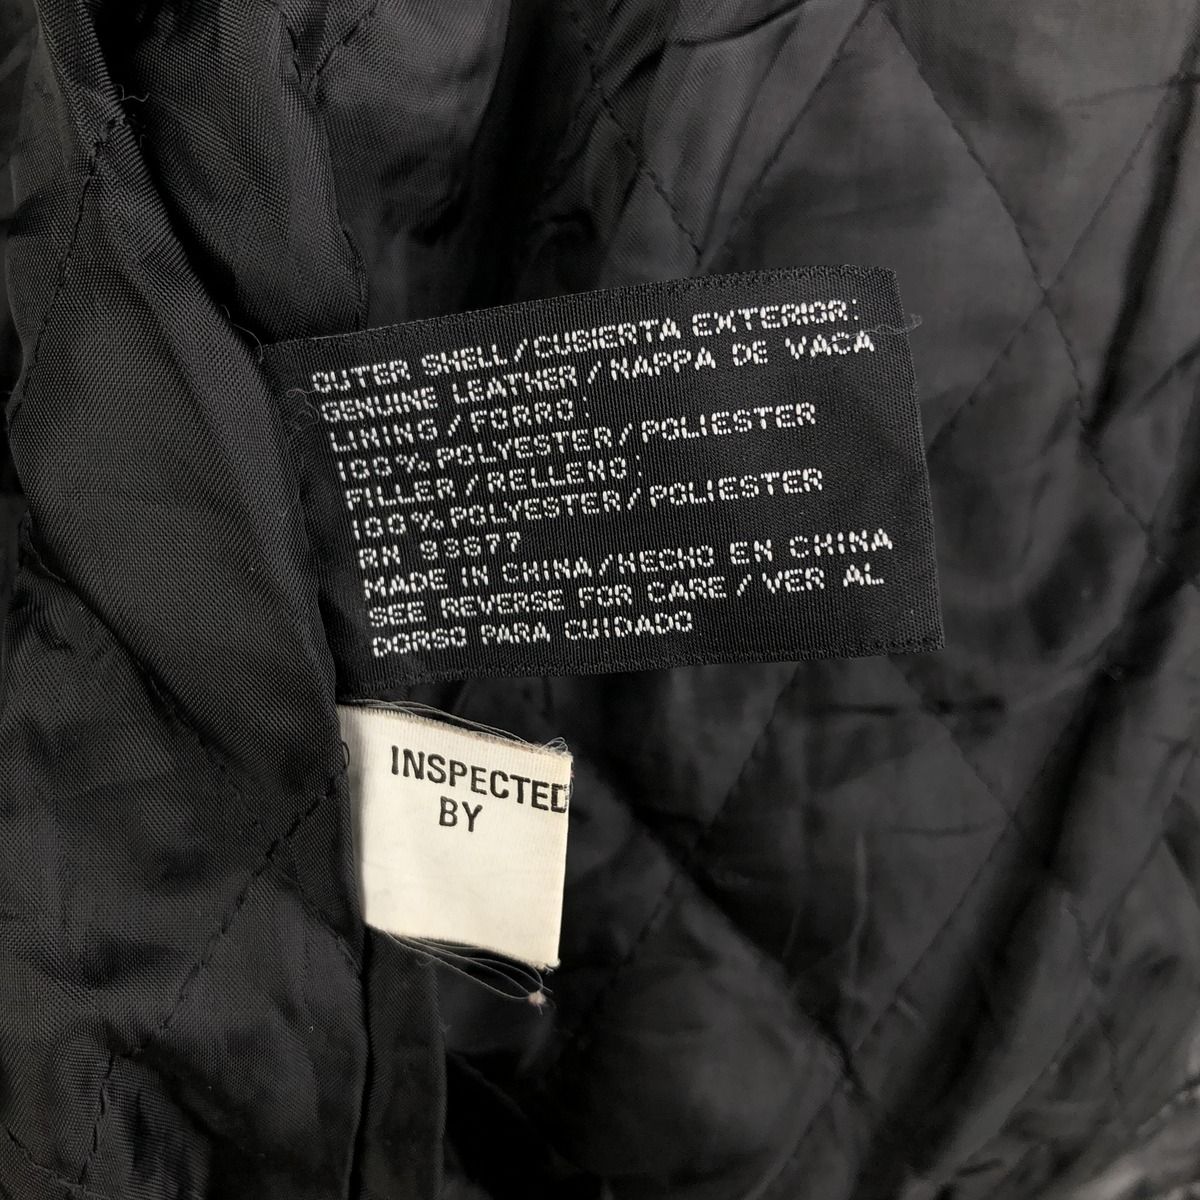 OUTER SHELL/CUBIERTA EXTERIOR:
GENUINE LEATHER/NAPPA DE VACA
LINING/FORRO:
100% POLYESTER/POLIESTER
FILLER/RELLENO:
100% POLYESTER/POLIESTER
RN 93677
MADE IN CHINA/HECHO EN CHINA
SEE REVERSE FOR CARE/VER AL
DORSO PARA CUIDADO
INSPECTED
BY